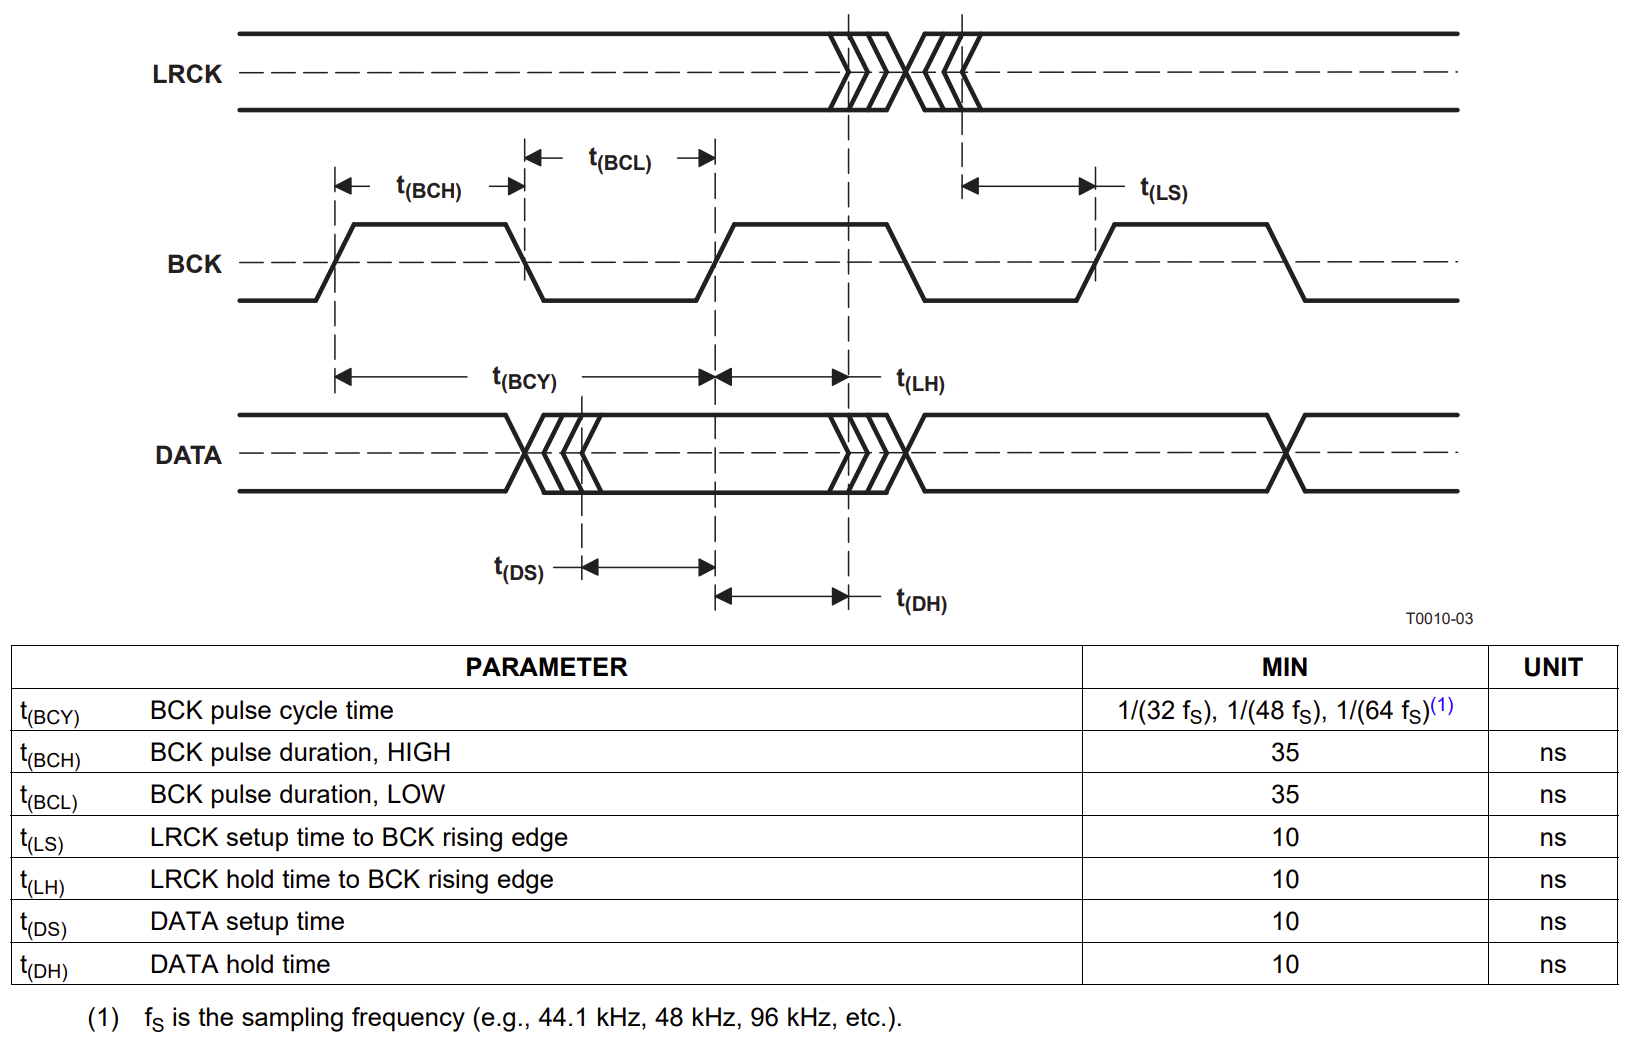 LRCK
t(BCL)
t(BCH)
t(LS)
BCK
t(BCY)
t(LH)
DATA
t(DS)
t(DH)
T0010-03
PARAMETER MIN UNIT
t(BCY) BCK pulse cycle time 1/(32 fS), 1/(48 fS), 1/(64 fS)(1)
t(BCH) BCK pulse duration, HIGH 35 ns
t(BCL) BCK pulse duration, LOW 35 ns
t(LS) LRCK setup time to BCK rising edge 10 ns
t(LH) LRCK hold time to BCK rising edge 10 ns
t(DS) DATA setup time 10 ns
t(DH) DATA hold time 10 ns
(1) fS is the sampling frequency (e.g., 44.1 kHz, 48 kHz, 96 kHz, etc.).